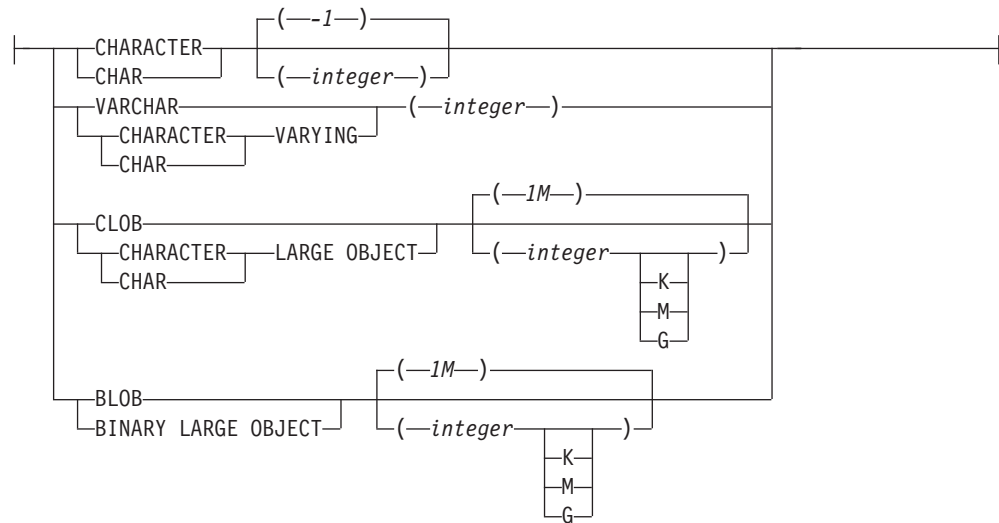 (-1)
CHARACTER
CHAR (integer)
VARCHAR (integer)
CHARACTER VARYING
CHAR
(1M)
CLOB
CHARACTER LARGE OBJECT (integer )
CHAR K
M
G
(1M)
BLOB
BINARY LARGE OBJECT (integer )
K
M
G